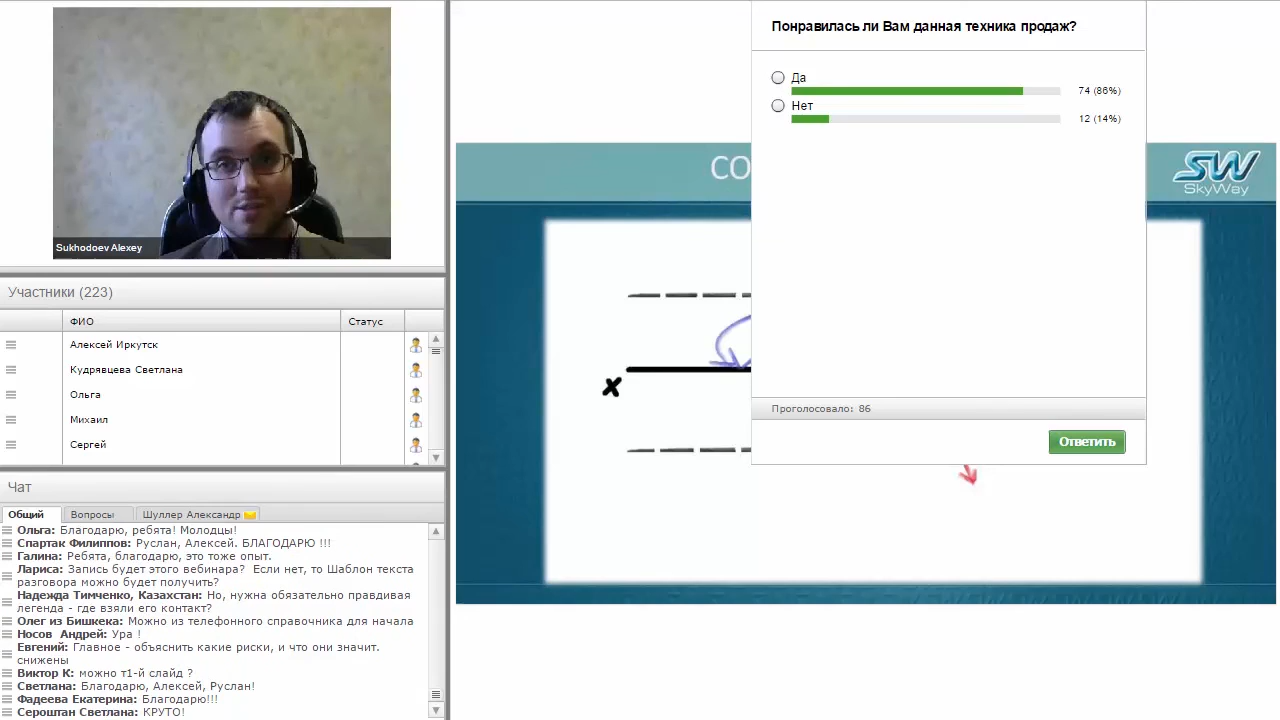 Sukhodoev Alexey
Участники (223)
ФИО
Статус
Алексей Иркутск
Кудрявцева Светлана
Ольга
Михаил
Сергей
Чат
Общий
Вопросы
Шуллер Александр
Ольга: Благодарю, ребята! Молодцы!
Спартак Филиппов: Руслан, Алексей. БЛАГОДАРЮ !!!
Галина: Ребята, благодарю, это тоже опыт.
Лариса: Запись будет этого вебинара? Если нет, то Шаблон текста
разговора можно будет получить?
Надежда Тимченко, Казахстан: Но, нужна обязательно правдивая
легенда - где взяли его контакт?
Олег из Бишкека: Можно из телефонного справочника для начала
Носов Андрей: Ура !
Евгений: Главное - объяснить какие риски, и что они значит.
снижены
Виктор К: можно т1-й слайд ?
Светлана: Благодарю, Алексей, Руслан!
Фадеева Екатерина: Благодарю!!!
Сероштан Светлана: КРУТО!
Понравилась ли Вам данная техника продаж?
Да
74 (86%)
Нет
12 (14%)
Проголосовало: 86
Ответить
СО
SW
SkyWay
x